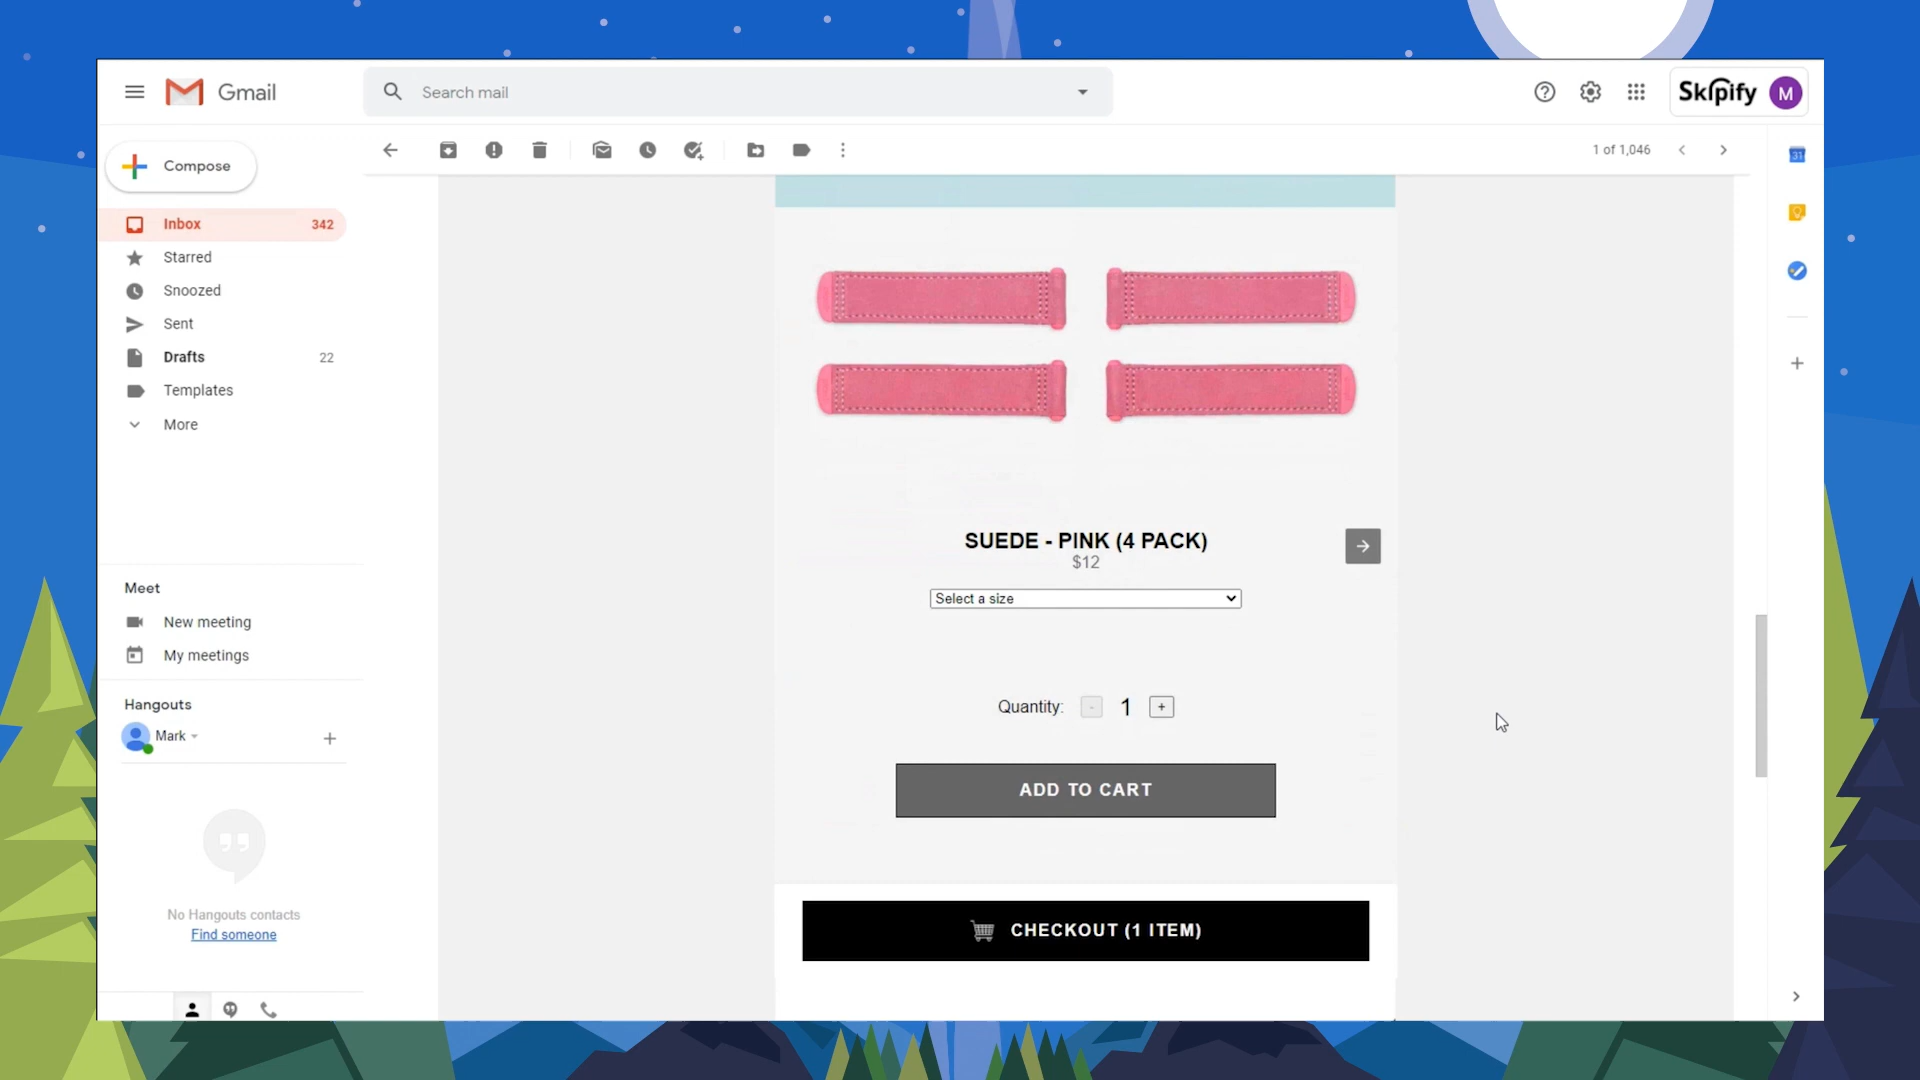 Gmail
Search mail
Skipify
M
Compose
1 of 1,046
31
Inbox 342
Starred
Snoozed
Sent
Drafts 22
Templates
More
SUEDE - PINK (4 PACK)
$12
Select a size
Meet
New meeting
My meetings
Quantity: - 1 +
Hangouts
Mark
ADD TO CART
No Hangouts contacts
Find someone
CHECKOUT (1 ITEM)